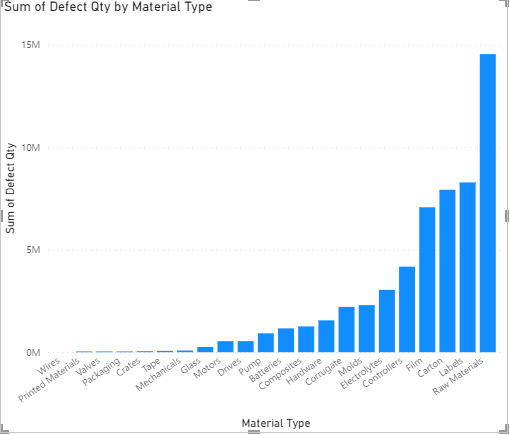 Sum of Defect Qty by Material Type
Sum of Defect Qty
15M
10M
5M
0M
Wires
Printed Materials
Valves
Packaging
Crates
Tape
Mechanicals
Glass
Motors
Drives
Pump
Batteries
Composites
Hardware
Corrugate
Molds
Electrolytes
Controllers
Film
Carton
Labels
Raw Materials
Material Type